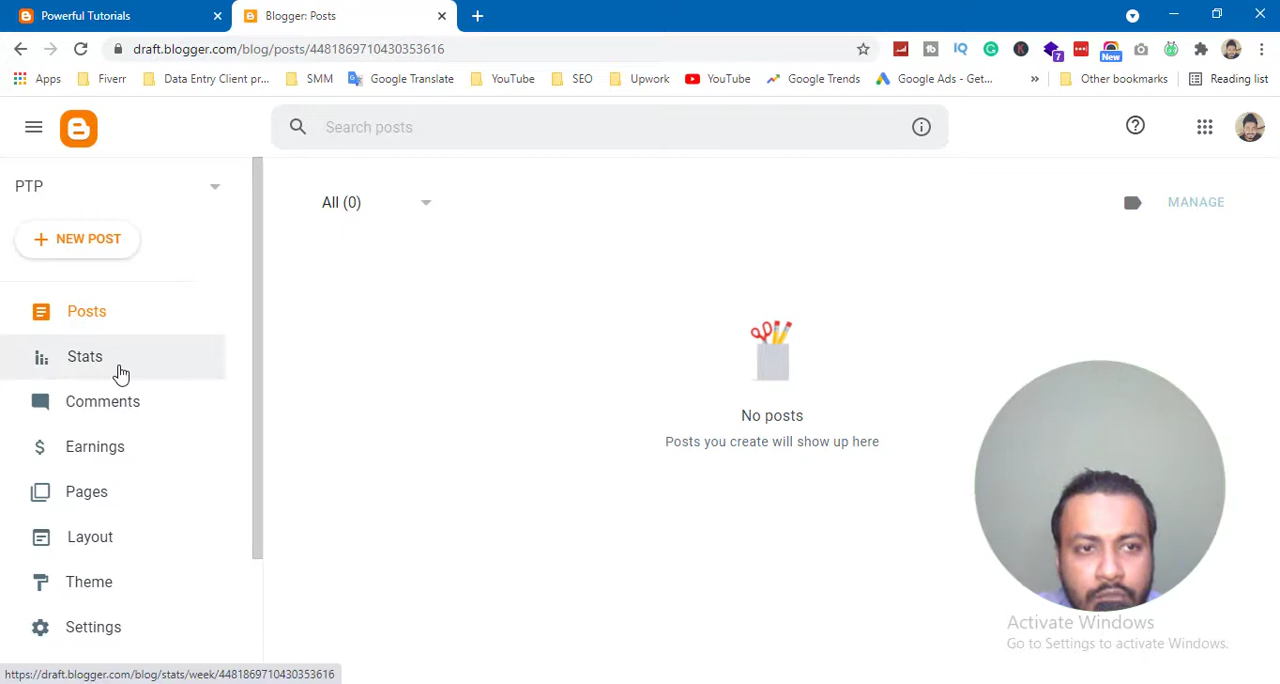 Powerful Tutorials
Blogger: Posts
draft.blogger.com/blog/posts/4481869710430353616
IQ
7
New
Apps
Fiverr
Data Entry Client pr...
SMM
Google Translate
YouTube
SEO
Upwork
YouTube
Google Trends
Google Ads - Get...
»
Other bookmarks
Reading list
Search posts
PTP
All (0)
MANAGE
+ NEW POST
Posts
Stats
Comments
Earnings
Pages
Layout
Theme
Settings
No posts
Posts you create will show up here
Activate Windows
Go to Settings to activate Windows.
https://draft.blogger.com/blog/stats/week/4481869710430353616